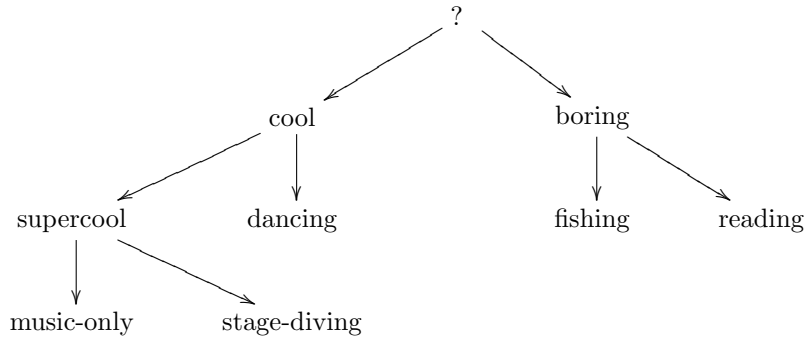 ?
cool boring
supercool dancing fishing reading
music-only stage-diving